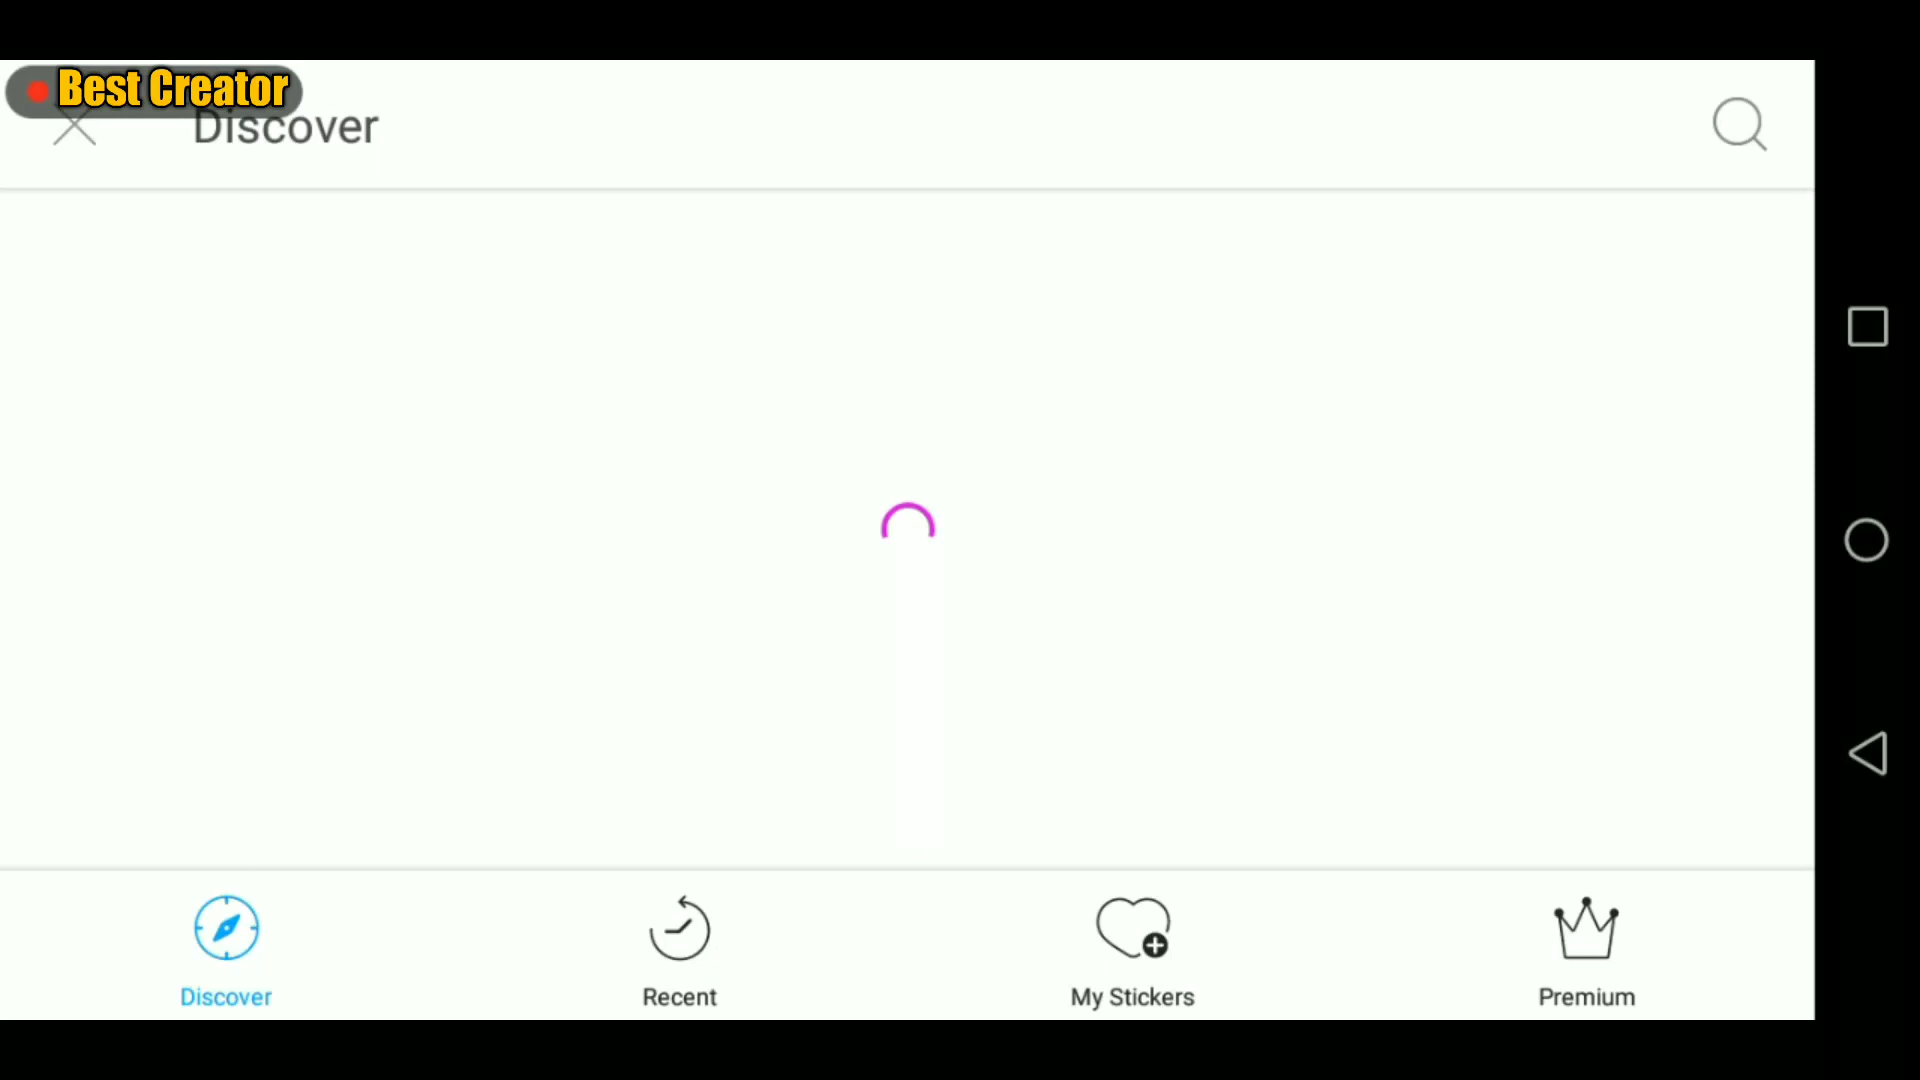 Best Creator
Discover
Discover
Recent
My Stickers
Premium